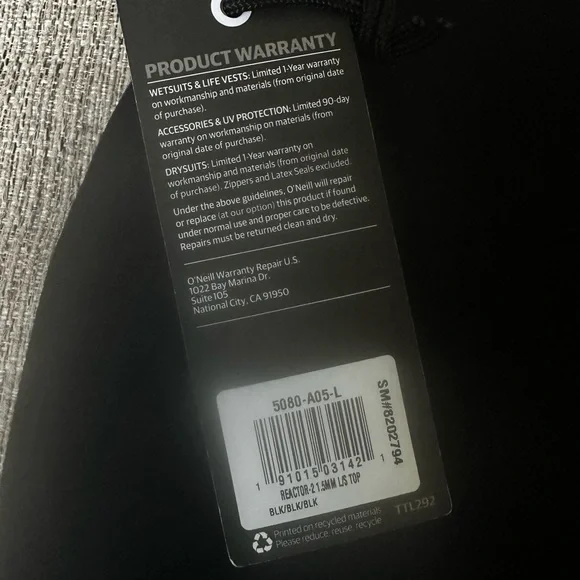 PRODUCT WARRANTY
WETSUITS & LIFE VESTS: Limited 1-Year warranty
on workmanship and materials (from original date
of purchase).
ACCESSORIES & UV PROTECTION: Limited 90-day
warranty on workmanship on materials (from
original date of purchase).
DRYSUITS: Limited 1-Year warranty on
workmanship and materials (from original date
of purchase). Zippers and Latex Seals excluded.
Under the above guidelines, O'Neill will repair
or replace (at our option) this product if found
under normal use and proper care to be defective.
Repairs must be returned clean and dry.
O'Neill Warranty Repair U.S.
1022 Bay Marina Dr.
Suite 105
National City, CA 91950
5080-A05-L
SM#8202794
1 91015 03142 1
REACTOR-2 1.5MM L/S TOP
BLK/BLK/BLK
Printed on recycled materials
Please reduce · reuse · recycle
TTL292